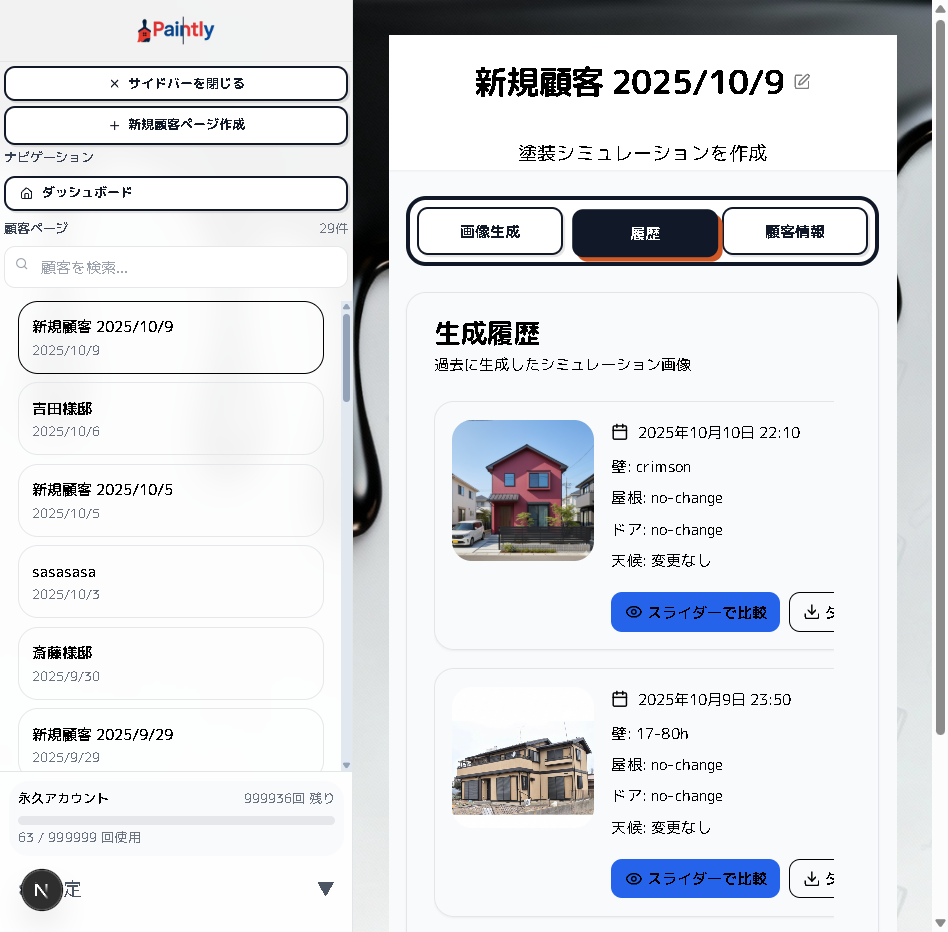 Paintly
× サイドバーを閉じる
+ 新規顧客ページ作成
ナビゲーション
ダッシュボード
顧客ページ 29件
顧客を検索...
新規顧客 2025/10/9
2025/10/9
吉田様邸
2025/10/6
新規顧客 2025/10/5
2025/10/5
sasasasa
2025/10/3
斎藤様邸
2025/9/30
新規顧客 2025/9/29
2025/9/29
永久アカウント 999936回 残り
63 / 999999 回使用
N
定
▼
新規顧客 2025/10/9
塗装シミュレーションを作成
画像生成 履歴 顧客情報
生成履歴
過去に生成したシミュレーション画像
2025年10月10日 22:10
壁: crimson
屋根: no-change
ドア: no-change
天候: 変更なし
スライダーで比較
2025年10月9日 23:50
壁: 17-80h
屋根: no-change
ドア: no-change
天候: 変更なし
スライダーで比較